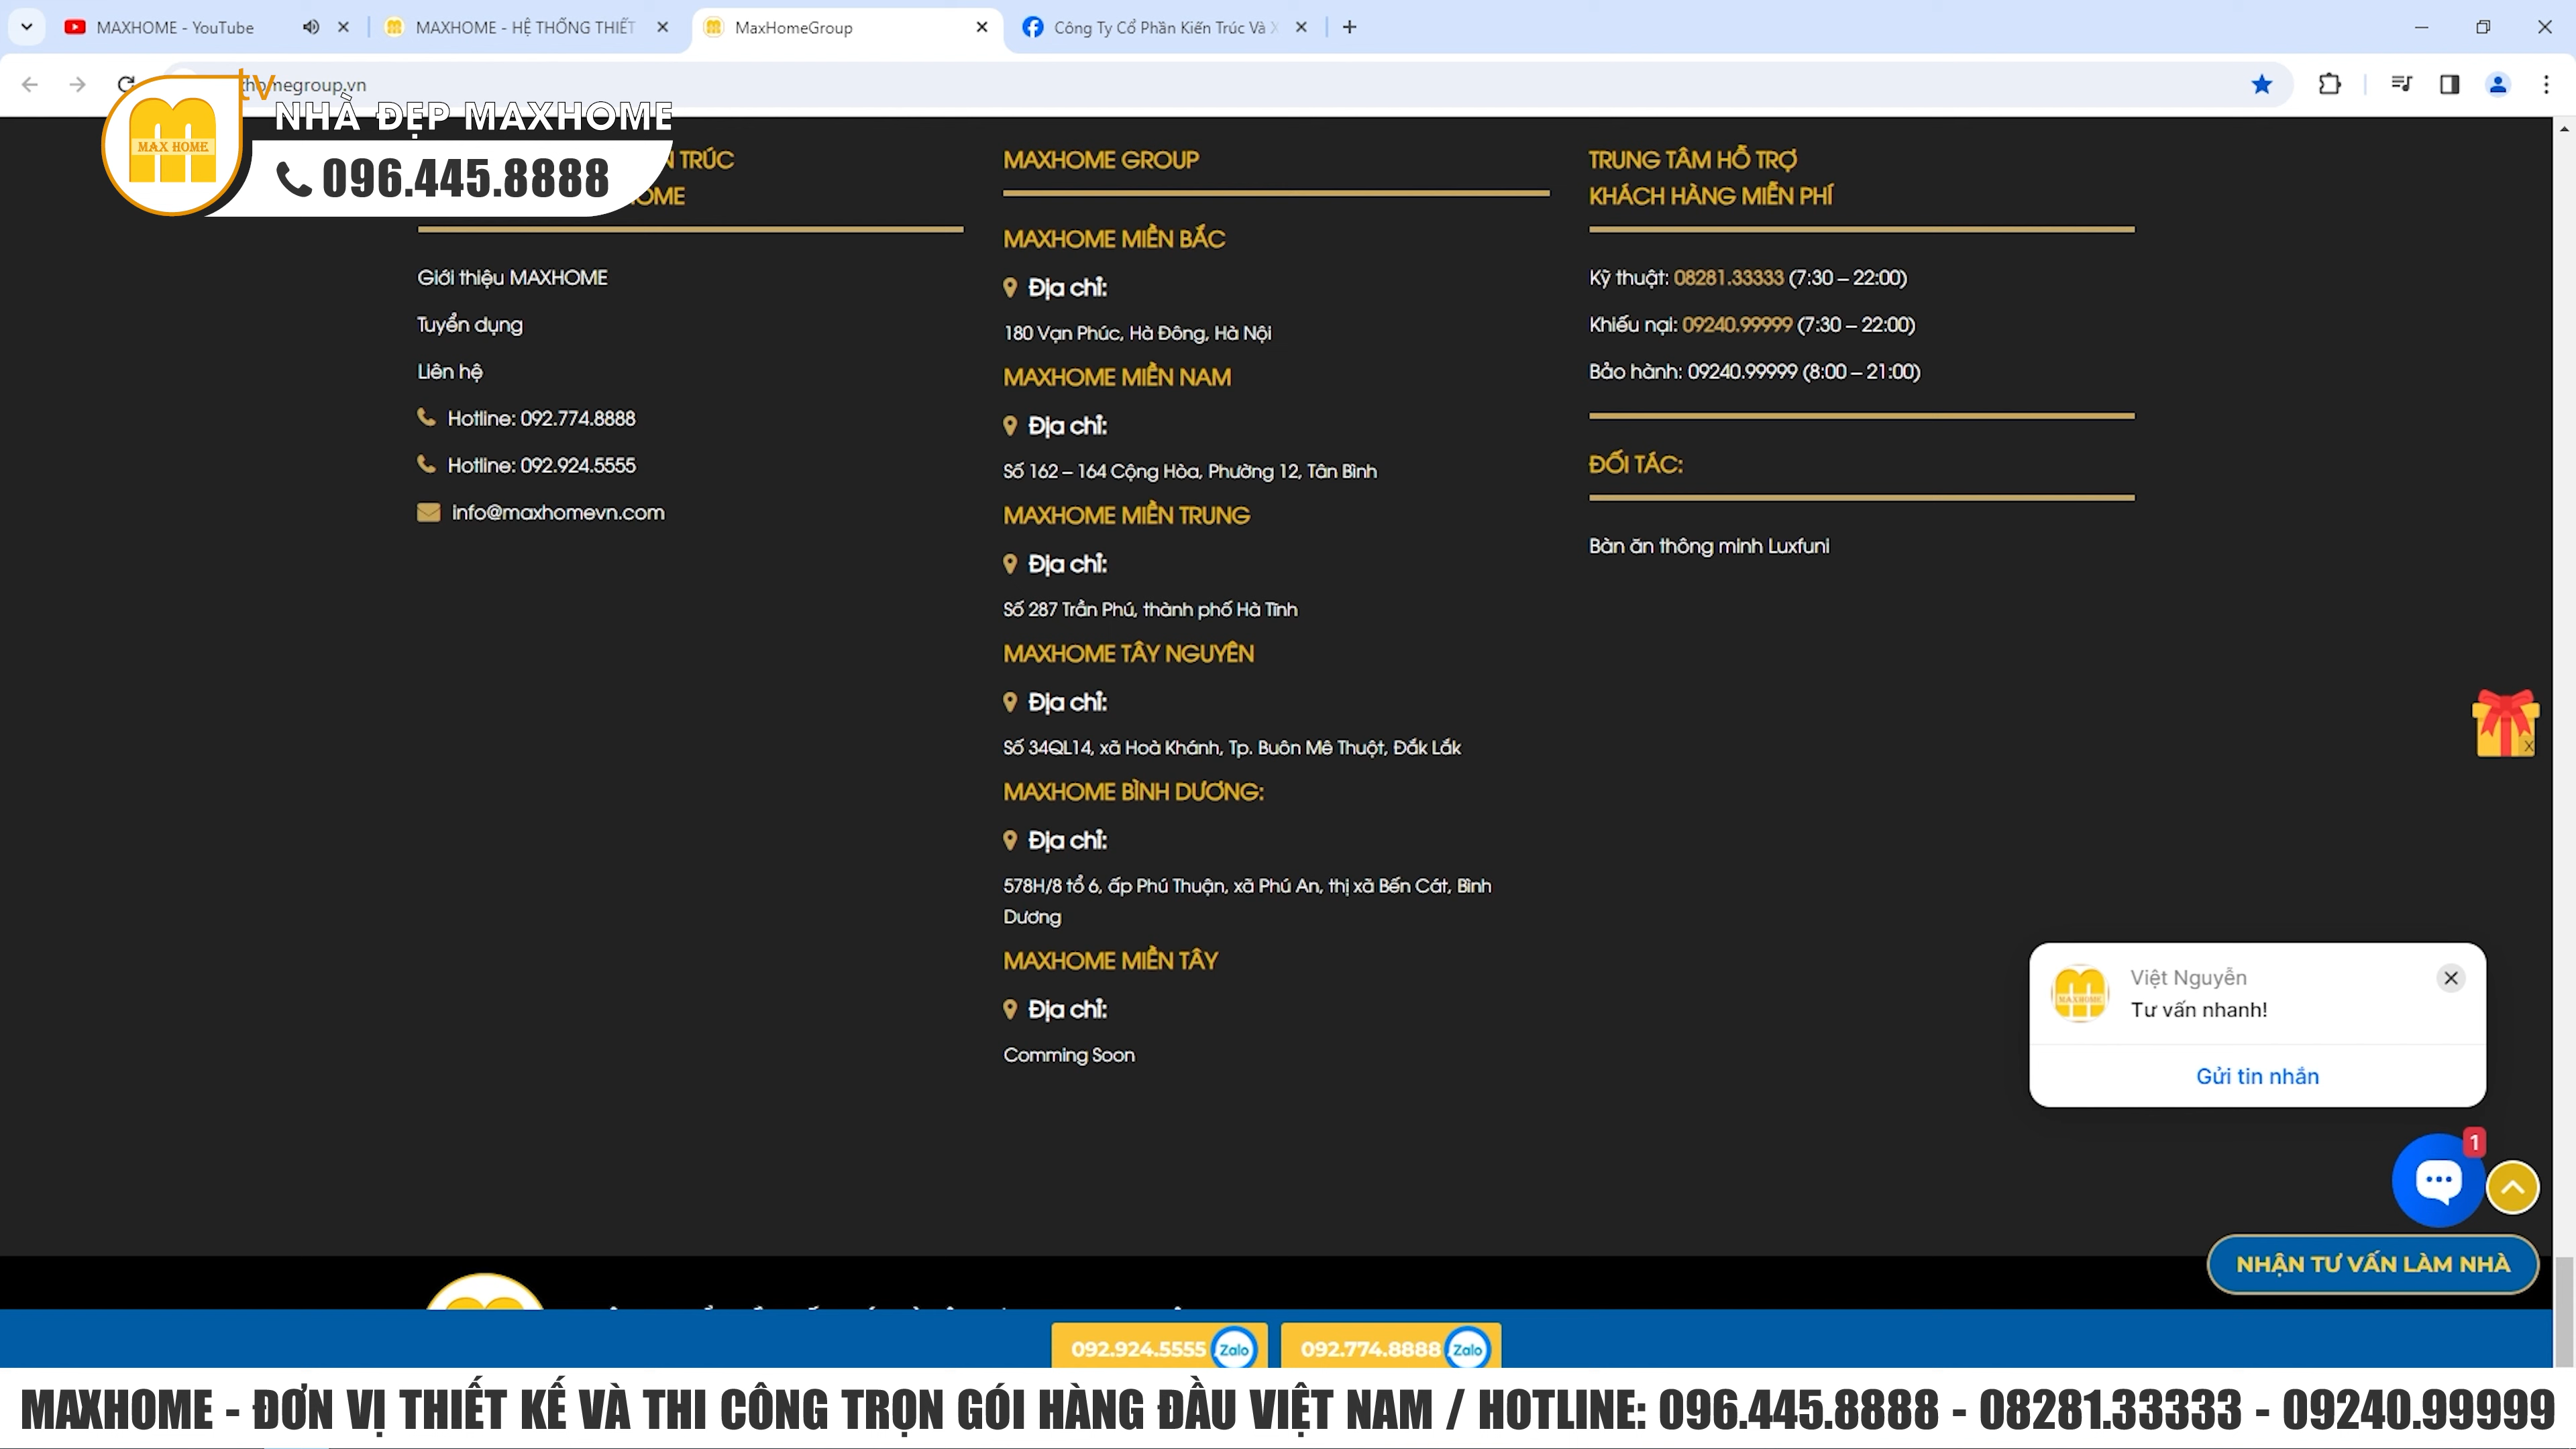 MAXHOME - YouTube
MAXHOME - HỆ THỐNG THIẾT
MaxHomeGroup
Công Ty Cổ Phần Kiến Trúc Và X
homegroup.vn
tv
NHÀ ĐẸP MAXHOME
MAX HOME
096.445.8888
TRÚC
HOME
Giới thiệu MAXHOME
Tuyển dụng
Liên hệ
Hotline: 092.774.8888
Hotline: 092.924.5555
info@maxhomevn.com
MAXHOME GROUP
MAXHOME MIỀN BẮC
Địa chỉ:
180 Vạn Phúc, Hà Đông, Hà Nội
MAXHOME MIỀN NAM
Địa chỉ:
Số 162 – 164 Cộng Hòa, Phường 12, Tân Bình
MAXHOME MIỀN TRUNG
Địa chỉ:
Số 287 Trần Phú, thành phố Hà Tĩnh
MAXHOME TÂY NGUYÊN
Địa chỉ:
Số 34QL14, xã Hoà Khánh, Tp. Buôn Mê Thuột, Đắk Lắk
MAXHOME BÌNH DƯƠNG:
Địa chỉ:
578H/8 tổ 6, ấp Phú Thuận, xã Phú An, thị xã Bến Cát, Bình
Dương
MAXHOME MIỀN TÂY
Địa chỉ:
Comming Soon
TRUNG TÂM HỖ TRỢ
KHÁCH HÀNG MIỄN PHÍ
Kỹ thuật: 08281.33333 (7:30 – 22:00)
Khiếu nại: 09240.99999 (7:30 – 22:00)
Bảo hành: 09240.99999 (8:00 – 21:00)
ĐỐI TÁC:
Bàn ăn thông minh Luxfuni
X
Việt Nguyễn
Tư vấn nhanh!
MAXHOME
Gửi tin nhắn
1
NHẬN TƯ VẤN LÀM NHÀ
092.924.5555 Zalo
092.774.8888 Zalo
MAXHOME - ĐƠN VỊ THIẾT KẾ VÀ THI CÔNG TRỌN GÓI HÀNG ĐẦU VIỆT NAM / HOTLINE: 096.445.8888 - 08281.33333 - 09240.99999